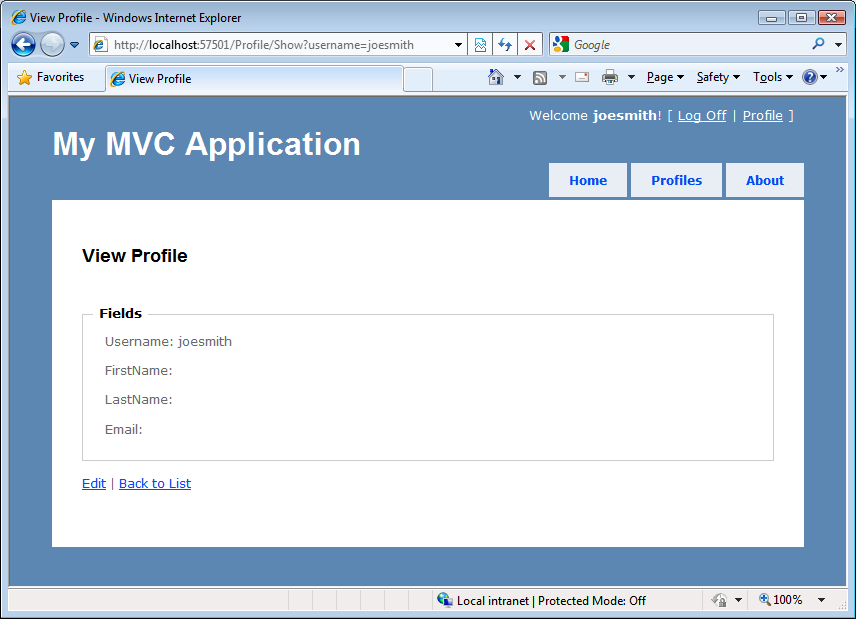 View Profile - Windows Internet Explorer
http://localhost:57501/Profile/Show?username=joesmith
Google
Favorites
View Profile
Page
Safety
Tools
Welcome joesmith! [ Log Off | Profile ]
My MVC Application
Home
Profiles
About
View Profile
Fields
Username: joesmith
FirstName:
LastName:
Email:
Edit | Back to List
Local intranet | Protected Mode: Off
100%